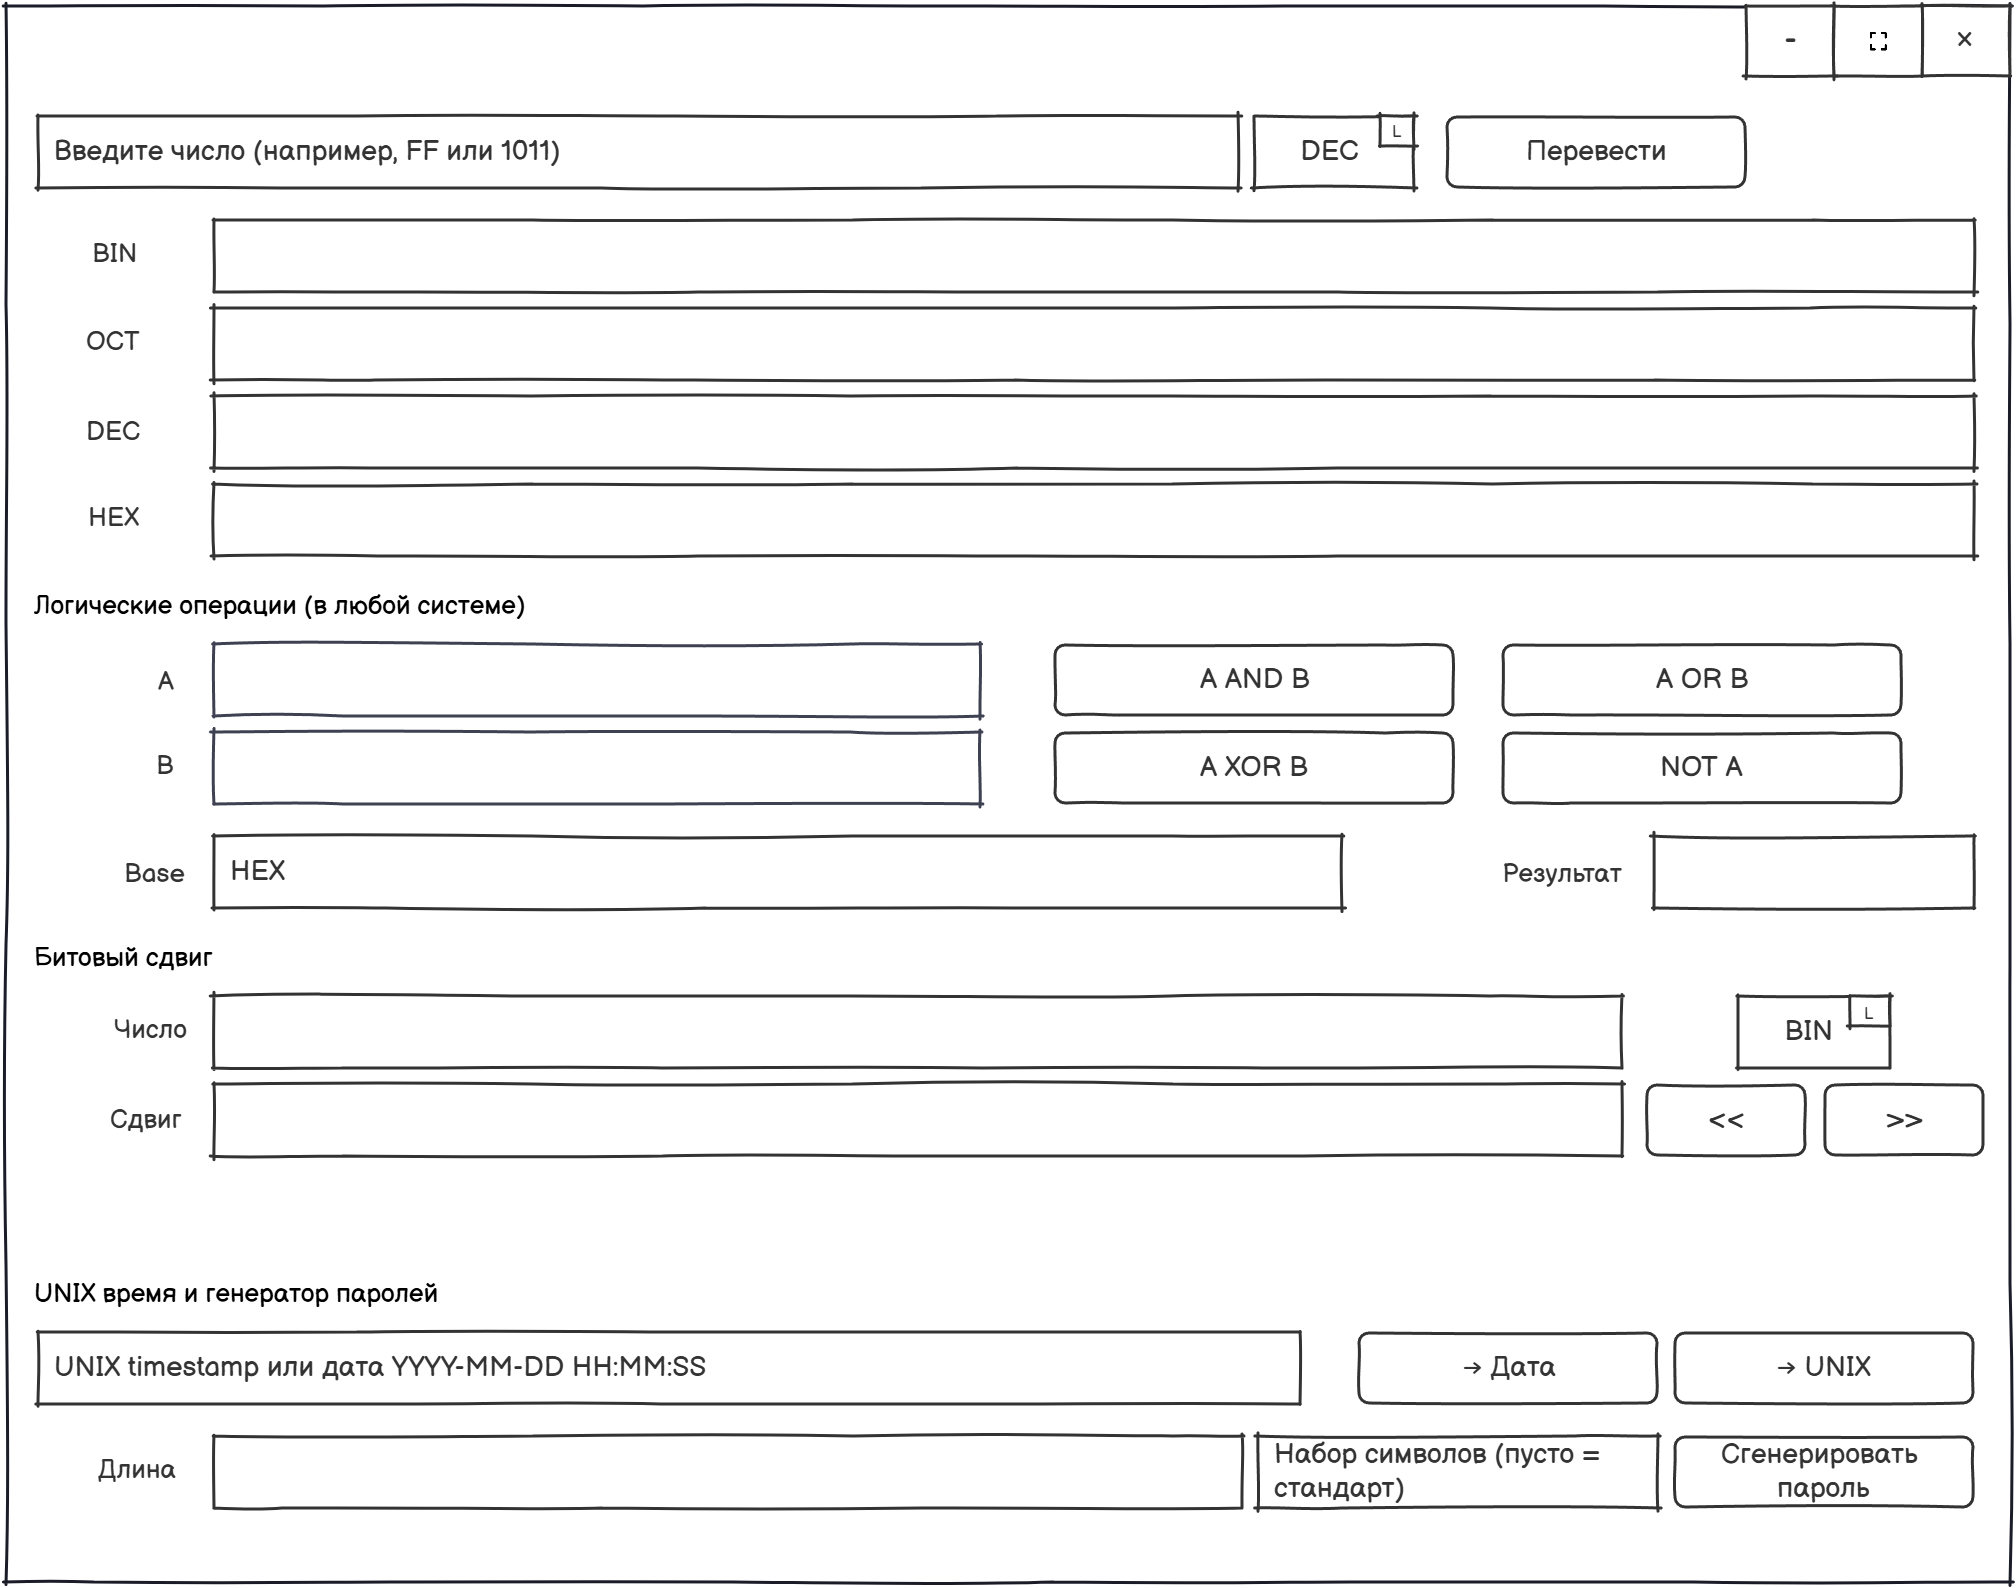 - ×
Введите число (например, FF или 1011) DEC L Перевести
BIN
OCT
DEC
HEX
Логические операции (в любой системе)
A A AND B A OR B
B A XOR B NOT A
Base HEX Результат
Битовый сдвиг
Число BIN L
Сдвиг << >>
UNIX время и генератор паролей
UNIX timestamp или дата YYYY-MM-DD HH:MM:SS → Дата → UNIX
Длина
Набор символов (пусто =
стандарт)
Сгенерировать
пароль